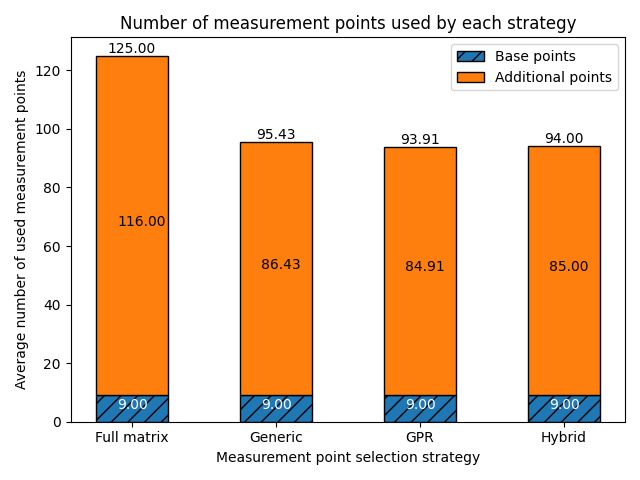 Number of measurement points used by each strategy
Base points
Additional points
Average number of used measurement points
120
100
80
60
40
20
0
125.00
116.00
9.00
95.43
86.43
9.00
93.91
84.91
9.00
94.00
85.00
9.00
Full matrix
Generic
GPR
Hybrid
Measurement point selection strategy